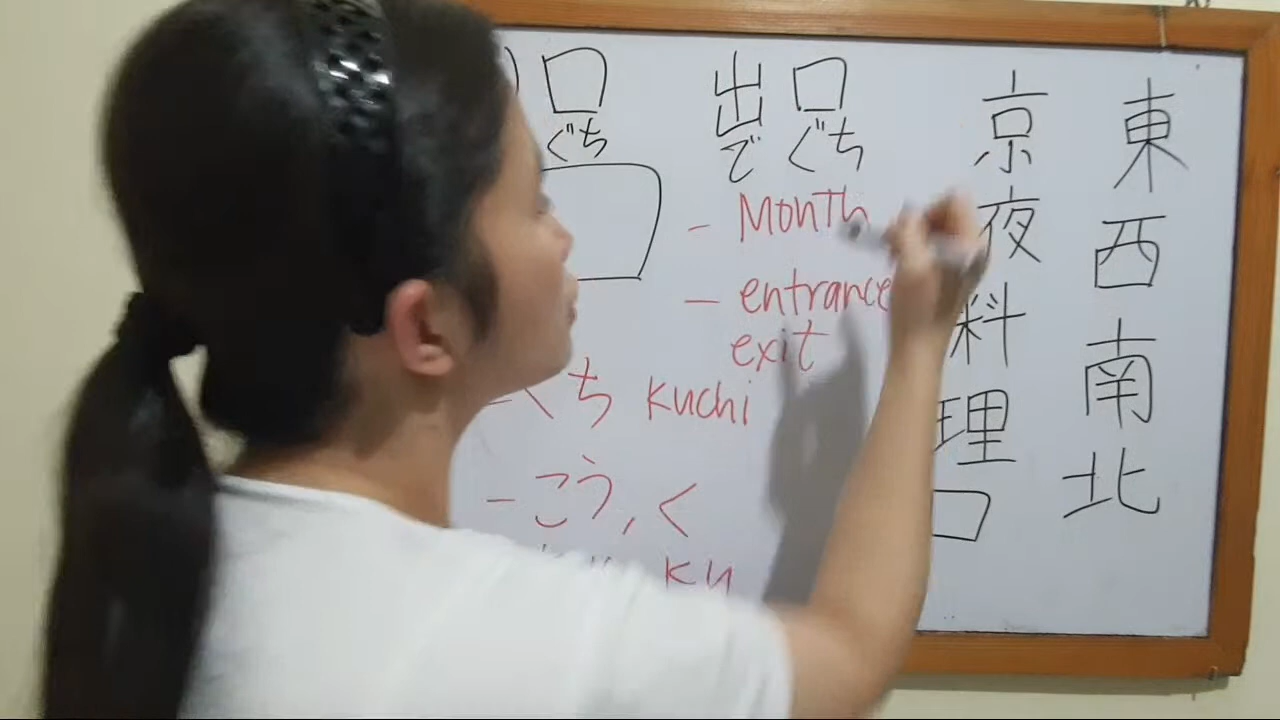 口 出口
ぐち でぐち
- Month
- entrance
exit
くち kuchi
- こう, く
ku
京
夜
料
理
口
東
西
南
北